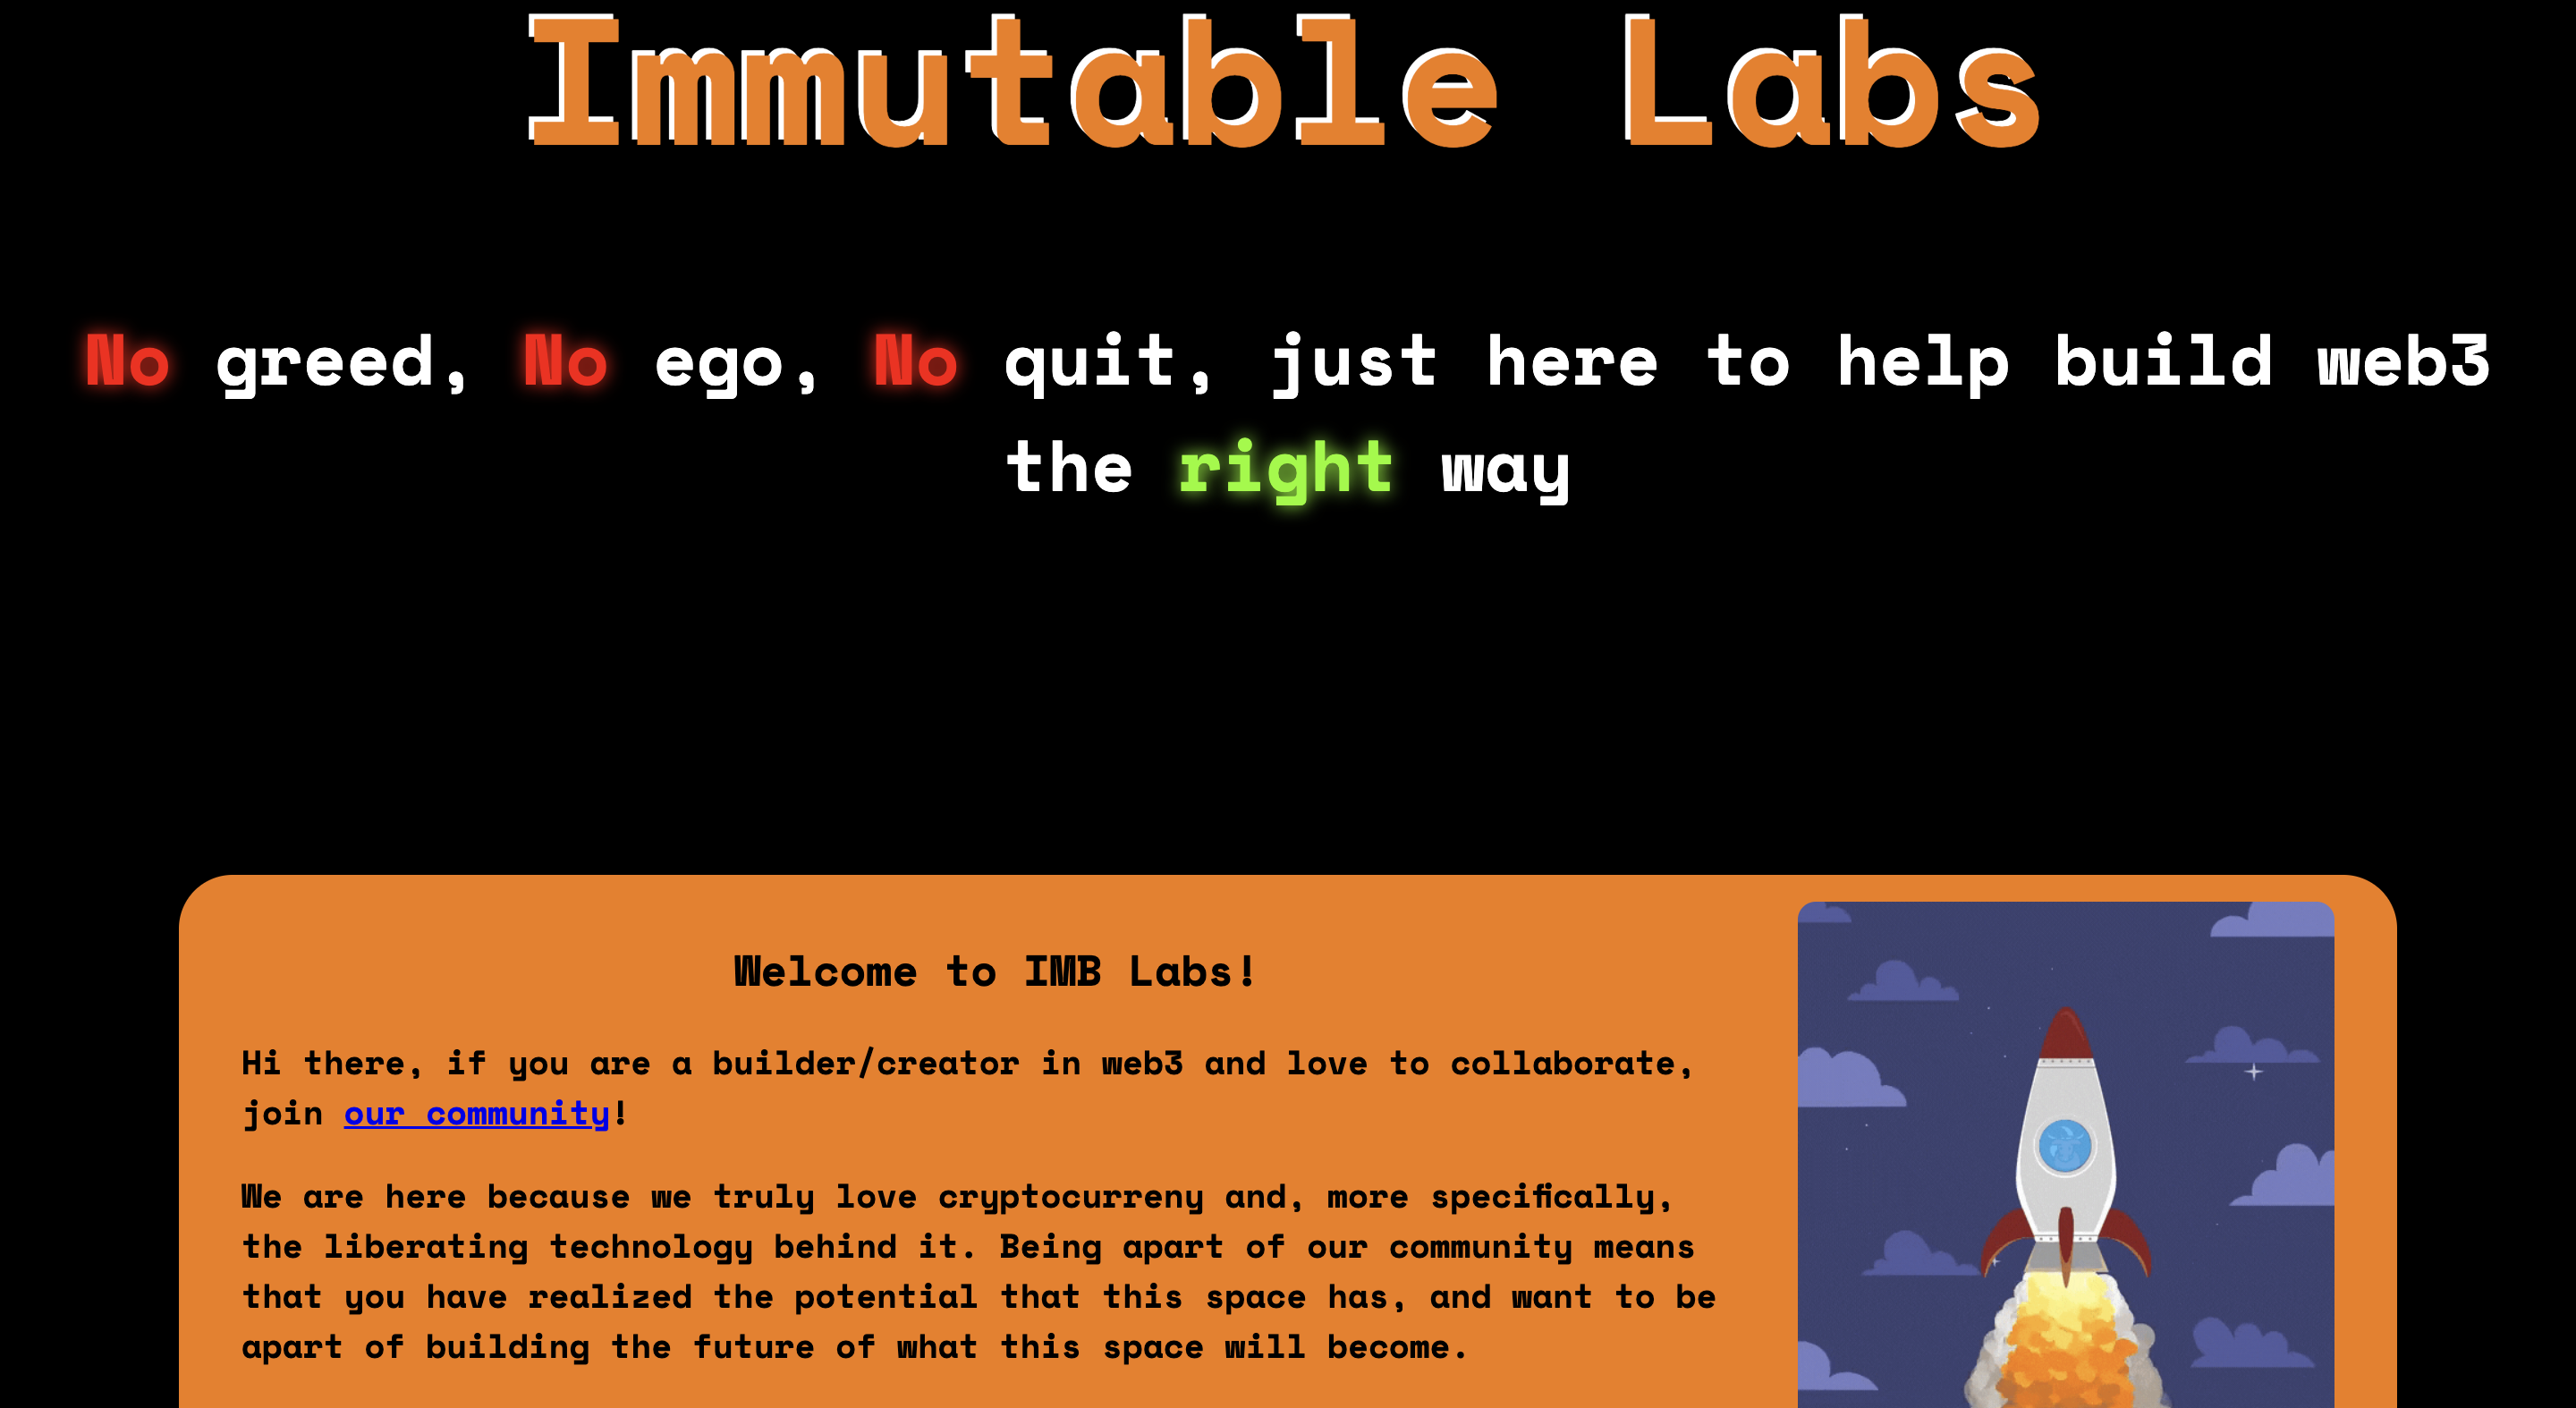 Immutable Labs
No greed, No ego, No quit, just here to help build web3
the right way
Welcome to IMB Labs!
Hi there, if you are a builder/creator in web3 and love to collaborate,
join our community!
We are here because we truly love cryptocurreny and, more specifically,
the liberating technology behind it. Being apart of our community means
that you have realized the potential that this space has, and want to be
apart of building the future of what this space will become.